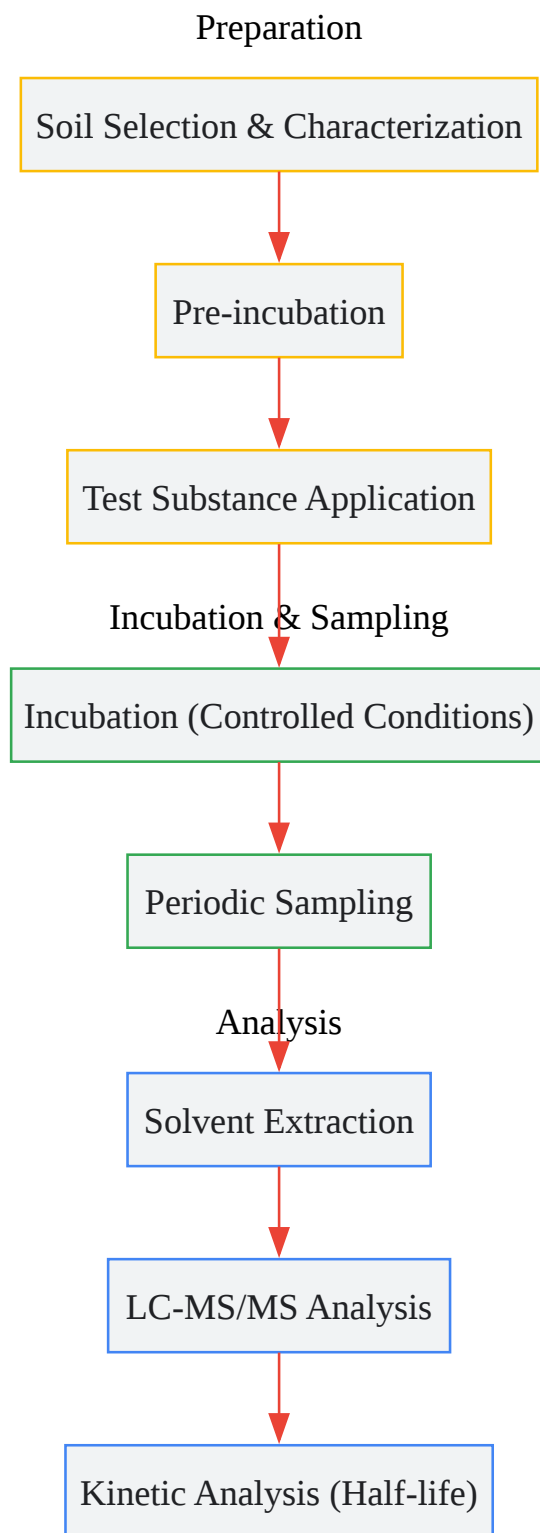 Preparation
Soil Selection & Characterization
Pre-incubation
Test Substance Application
Incubation & Sampling
Incubation (Controlled Conditions)
Periodic Sampling
Analysis
Solvent Extraction
LC-MS/MS Analysis
Kinetic Analysis (Half-life)